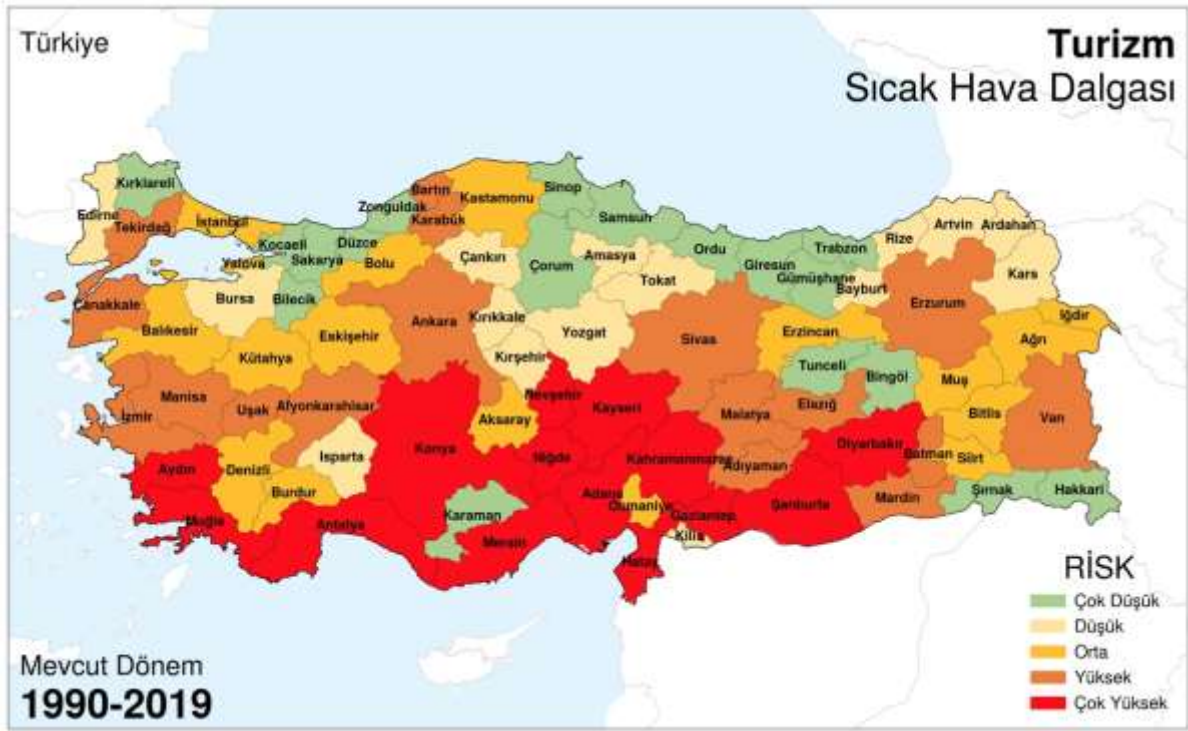 Türkiye
Turizm
Sıcak Hava Dalgası
Kırklareli
Edirne
Tekirdağ
İstanbul
Kocaeli
Yalova
Sakarya
Düzce
Zonguldak
Bartın
Karabük
Kastamonu
Sinop
Samsun
Ordu
Giresun
Trabzon
Gümüşhane
Rize
Artvin
Ardahan
Kars
Bayburt
Erzurum
Iğdır
Ağrı
Çanakkale
Balıkesir
Bursa
Bilecik
Bolu
Çankırı
Çorum
Amasya
Tokat
Kütahya
Eskişehir
Ankara
Kırıkkale
Kırşehir
Yozgat
Sivas
Erzincan
Tunceli
Bingöl
Muş
Bitlis
Van
İzmir
Manisa
Uşak
Afyonkarahisar
Aksaray
Nevşehir
Kayseri
Malatya
Elazığ
Diyarbakır
Batman
Siirt
Aydın
Denizli
Isparta
Burdur
Konya
Niğde
Kahramanmaraş
Adıyaman
Şanlıurfa
Mardin
Şırnak
Hakkari
Muğla
Antalya
Karaman
Mersin
Adana
Osmaniye
Gaziantep
Kilis
Hatay
RİSK
Çok Düşük
Düşük
Orta
Yüksek
Çok Yüksek
Mevcut Dönem
1990-2019